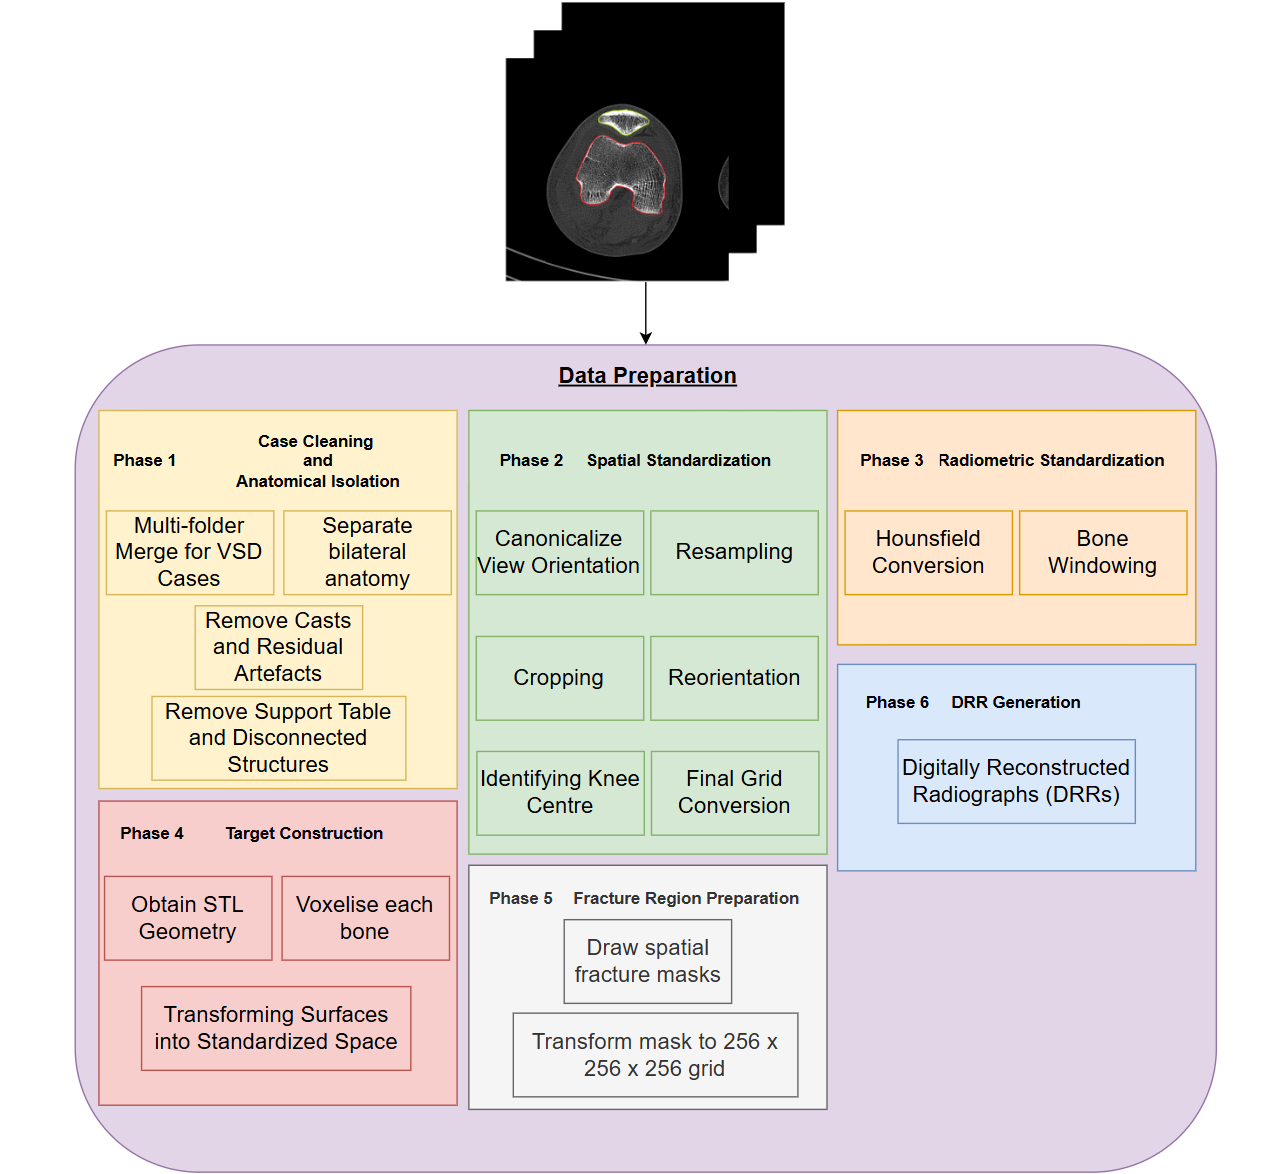 Data Preparation
Phase 1
Case Cleaning
and
Anatomical Isolation
Multi-folder
Merge for VSD
Cases
Separate
bilateral
anatomy
Remove Casts
and Residual
Artefacts
Remove Support Table
and Disconnected
Structures
Phase 2 Spatial Standardization
Canonicalize
View Orientation
Resampling
Cropping
Reorientation
Identifying Knee
Centre
Final Grid
Conversion
Phase 3 Radiometric Standardization
Hounsfield
Conversion
Bone
Windowing
Phase 4 Target Construction
Obtain STL
Geometry
Voxelise each
bone
Transforming Surfaces
into Standardized Space
Phase 5 Fracture Region Preparation
Draw spatial
fracture masks
Transform mask to 256 x
256 x 256 grid
Phase 6 DRR Generation
Digitally Reconstructed
Radiographs (DRRs)